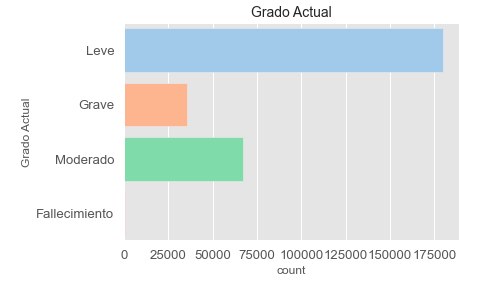 Grado Actual
Grado Actual
Leve
Grave
Moderado
Fallecimiento
0 25000 50000 75000 100000 125000 150000 175000
count